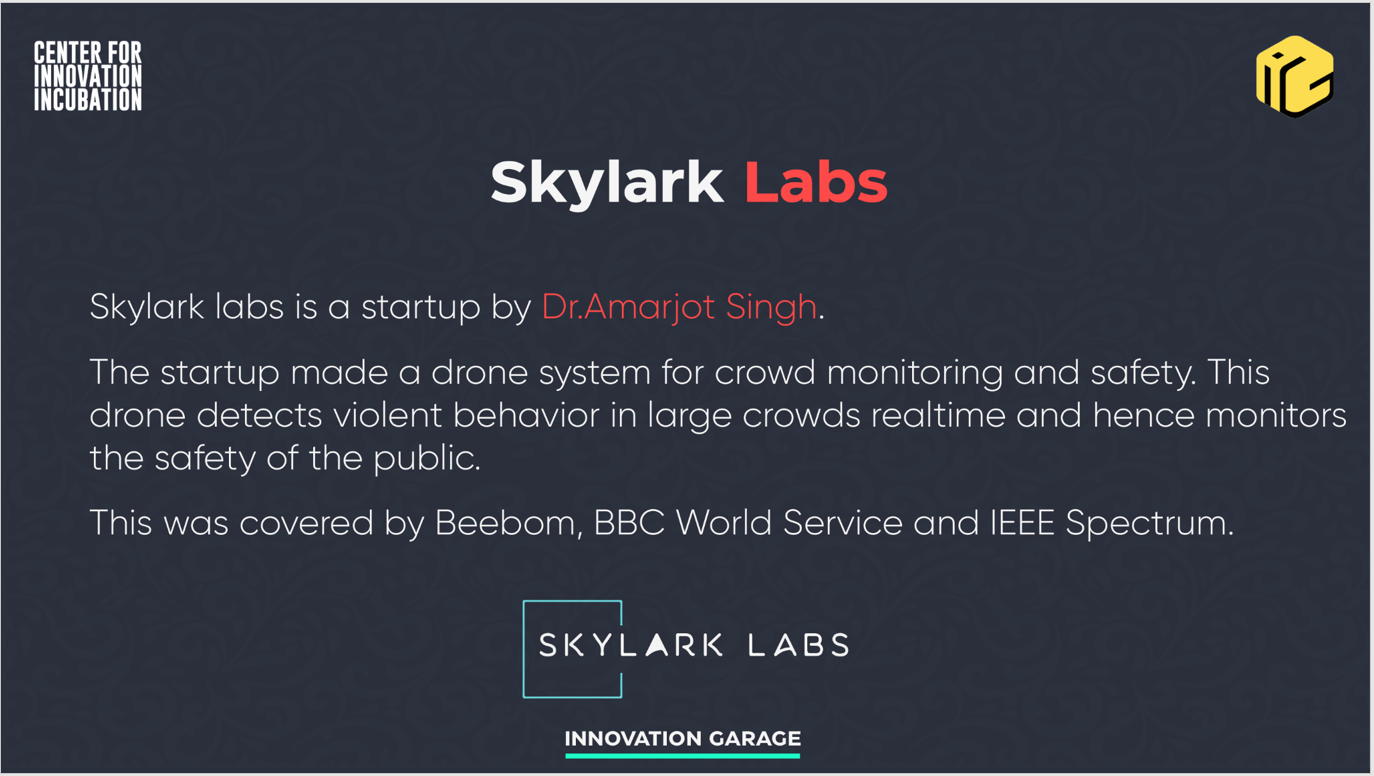 CENTER FOR
INNOVATION
INCUBATION
iG
Skylark Labs
Skylark labs is a startup by Dr.Amarjot Singh.
The startup made a drone system for crowd monitoring and safety. This
drone detects violent behavior in large crowds realtime and hence monitors
the safety of the public.
This was covered by Beebom, BBC World Service and IEEE Spectrum.
SKYLARK LABS
INNOVATION GARAGE